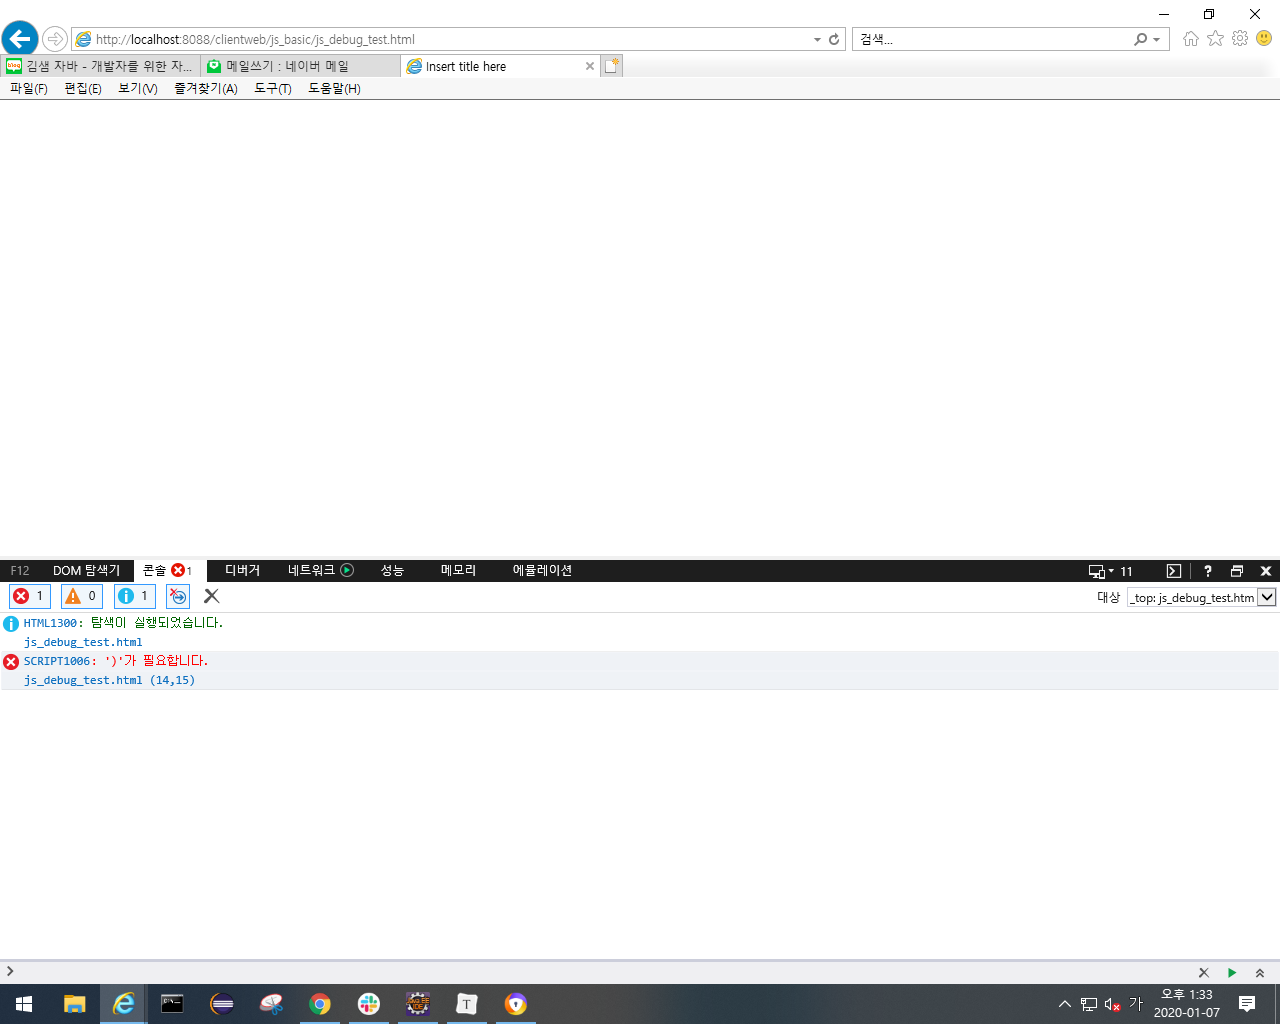 http://localhost:8088/clientweb/js_basic/js_debug_test.html
검색...
김샘 자바 - 개발자를 위한 자...
메일쓰기 : 네이버 메일
Insert title here
파일(F) 편집(E) 보기(V) 즐겨찾기(A) 도구(T) 도움말(H)
F12 DOM 탐색기 콘솔 1 디버거 네트워크 성능 메모리 에뮬레이션 11 ?
1 0 1
대상 _top: js_debug_test.htm
HTML1300: 탐색이 실행되었습니다.
js_debug_test.html
SCRIPT1006: ')'가 필요합니다.
js_debug_test.html (14,15)
가 오후 1:33
2020-01-07